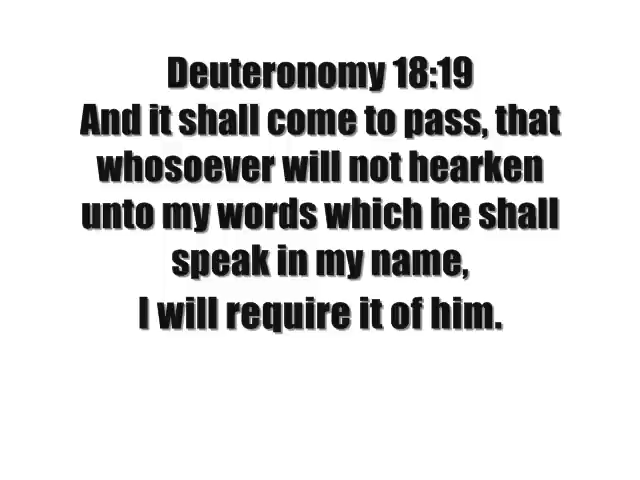 Deuteronomy 18:19
And it shall come to pass, that
whosoever will not hearken
unto my words which he shall
speak in my name,
I will require it of him.